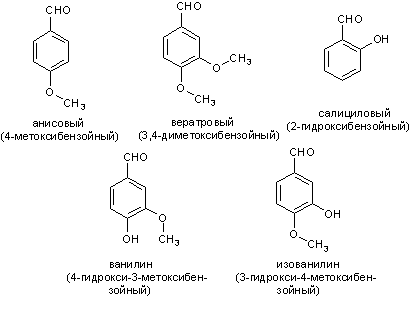 CHO
O
CH3
анисовый
(4-метоксибензойный)
CHO
O
CH3
O
CH3
вератровый
(3,4-диметоксибензойный)
CHO
OH
салициловый
(2-гидроксибензойный)
CHO
O
OH
CH3
ванилин
(4-гидрокси-3-метоксибен-
зойный)
CHO
OH
O
CH3
изованилин
(3-гидрокси-4-метоксибен-
зойный)